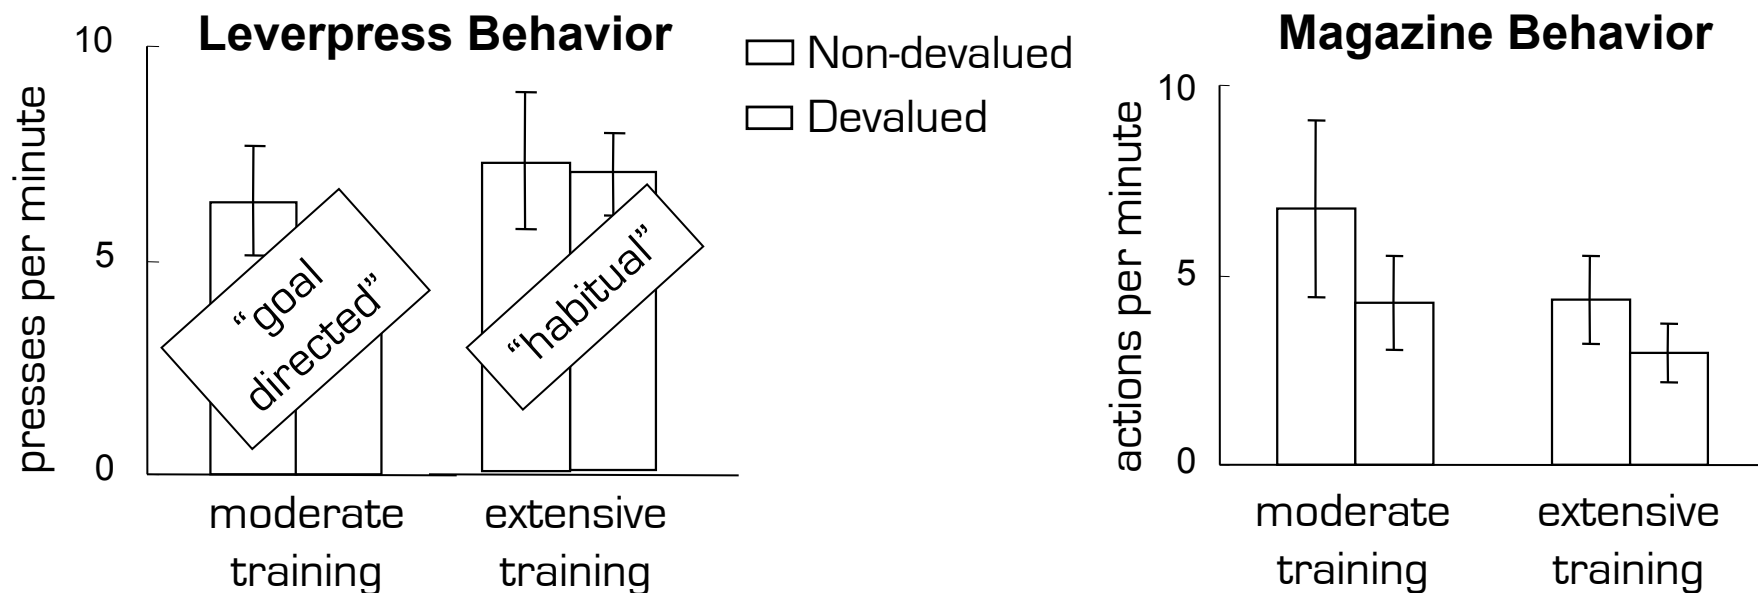 Leverpress Behavior
10
5
0
presses per minute
“goal
directed”
“habitual”
moderate
training
extensive
training
Non-devalued
Devalued
Magazine Behavior
10
5
0
actions per minute
moderate
training
extensive
training